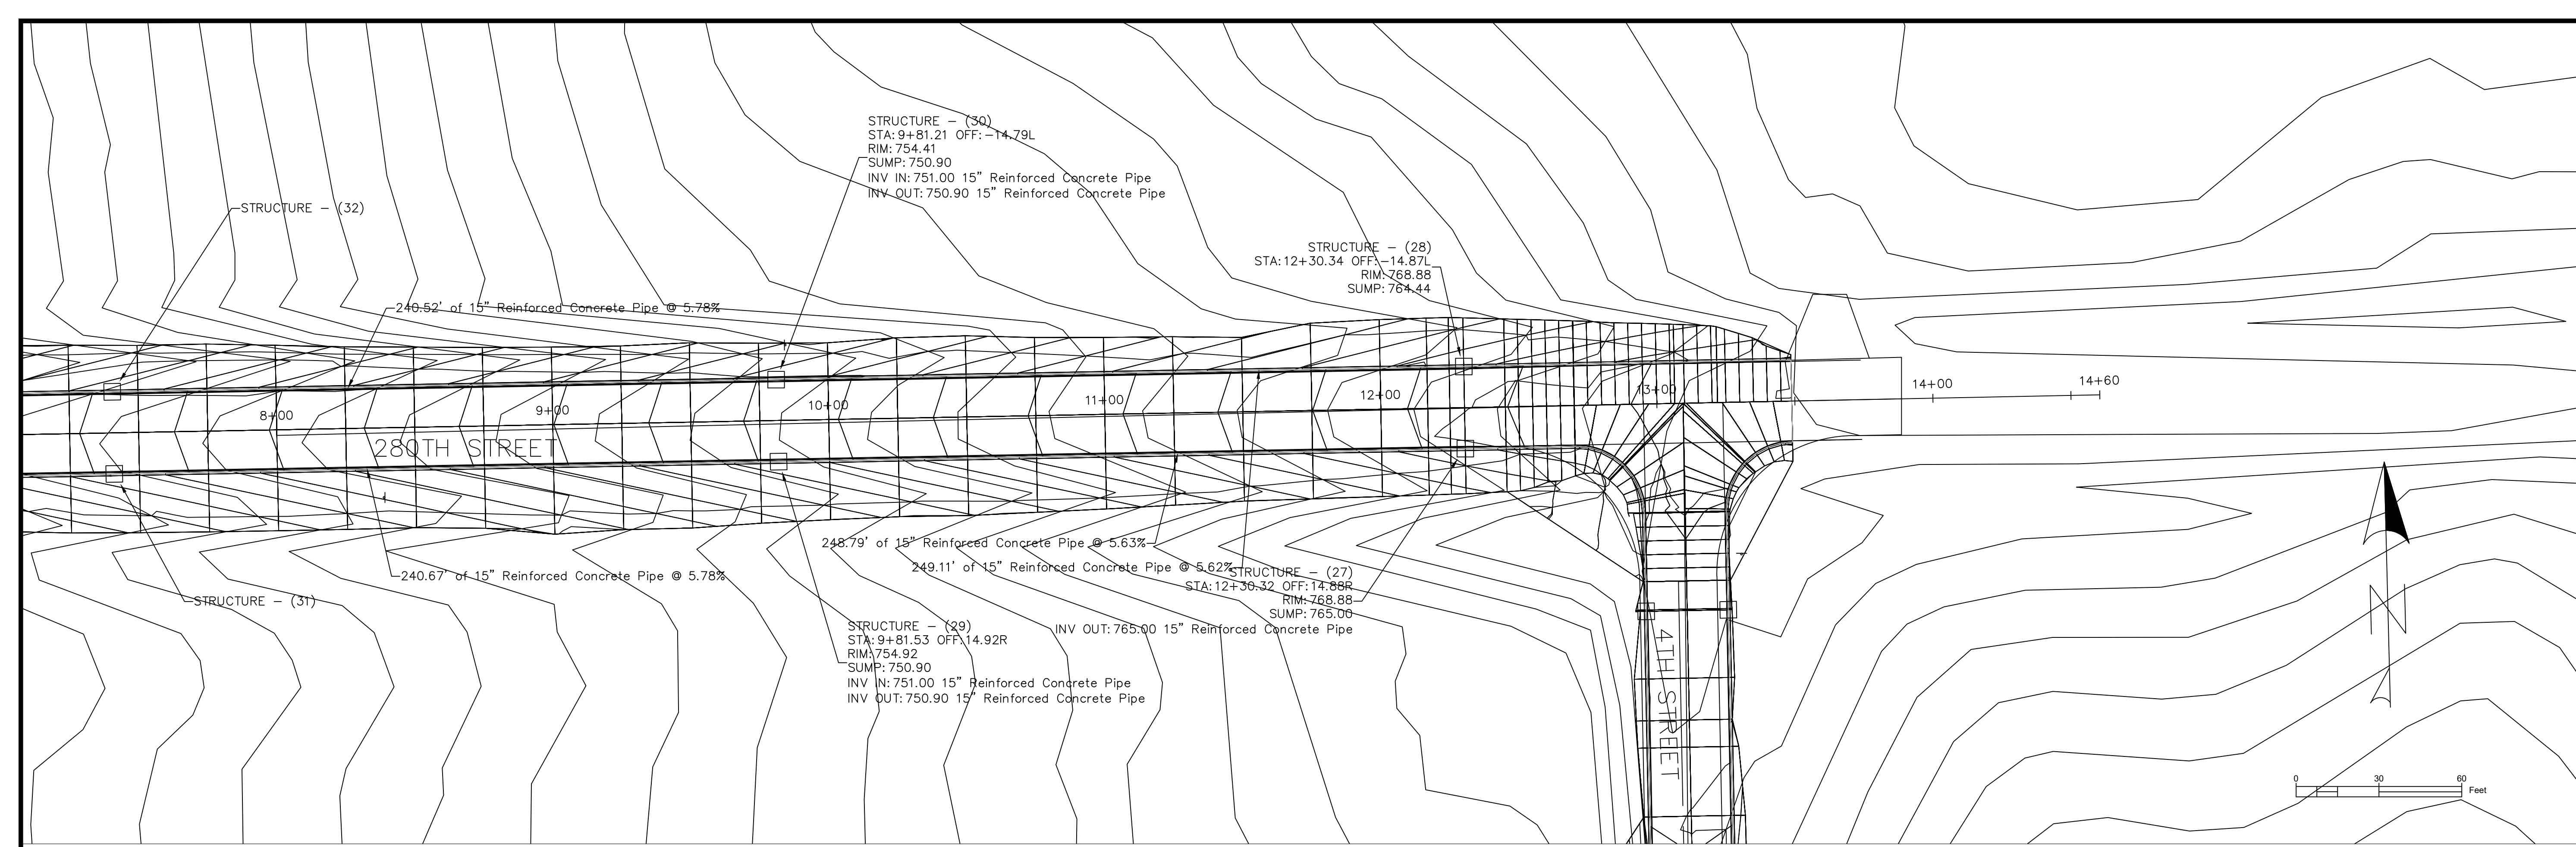 STRUCTURE - (30)
STA: 9+81.21 OFF: -14.79L
RIM: 754.41
SUMP: 750.90
INV IN: 751.00 15" Reinforced Concrete Pipe
INV OUT: 750.90 15" Reinforced Concrete Pipe
STRUCTURE - (32)
STRUCTURE - (28)
STA: 12+30.34 OFF: -14.87L
RIM: 768.88
SUMP: 764.44
240.52' of 15" Reinforced Concrete Pipe @ 5.78%
8+00
9+00
10+00
11+00
12+00
13+00
14+00
14+60
280TH STREET
248.79' of 15" Reinforced Concrete Pipe @ 5.63%
249.11' of 15" Reinforced Concrete Pipe @ 5.62%
240.67' of 15" Reinforced Concrete Pipe @ 5.78%
STRUCTURE - (31)
STRUCTURE - (27)
STA: 12+30.32 OFF: 14.88R
RIM: 768.88
SUMP: 765.00
INV OUT: 765.00 15" Reinforced Concrete Pipe
STRUCTURE - (29)
STA: 9+81.53 OFF: 14.92R
RIM: 754.92
SUMP: 750.90
INV IN: 751.00 15" Reinforced Concrete Pipe
INV OUT: 750.90 15" Reinforced Concrete Pipe
4TH STREET
N
0 30 60
Feet